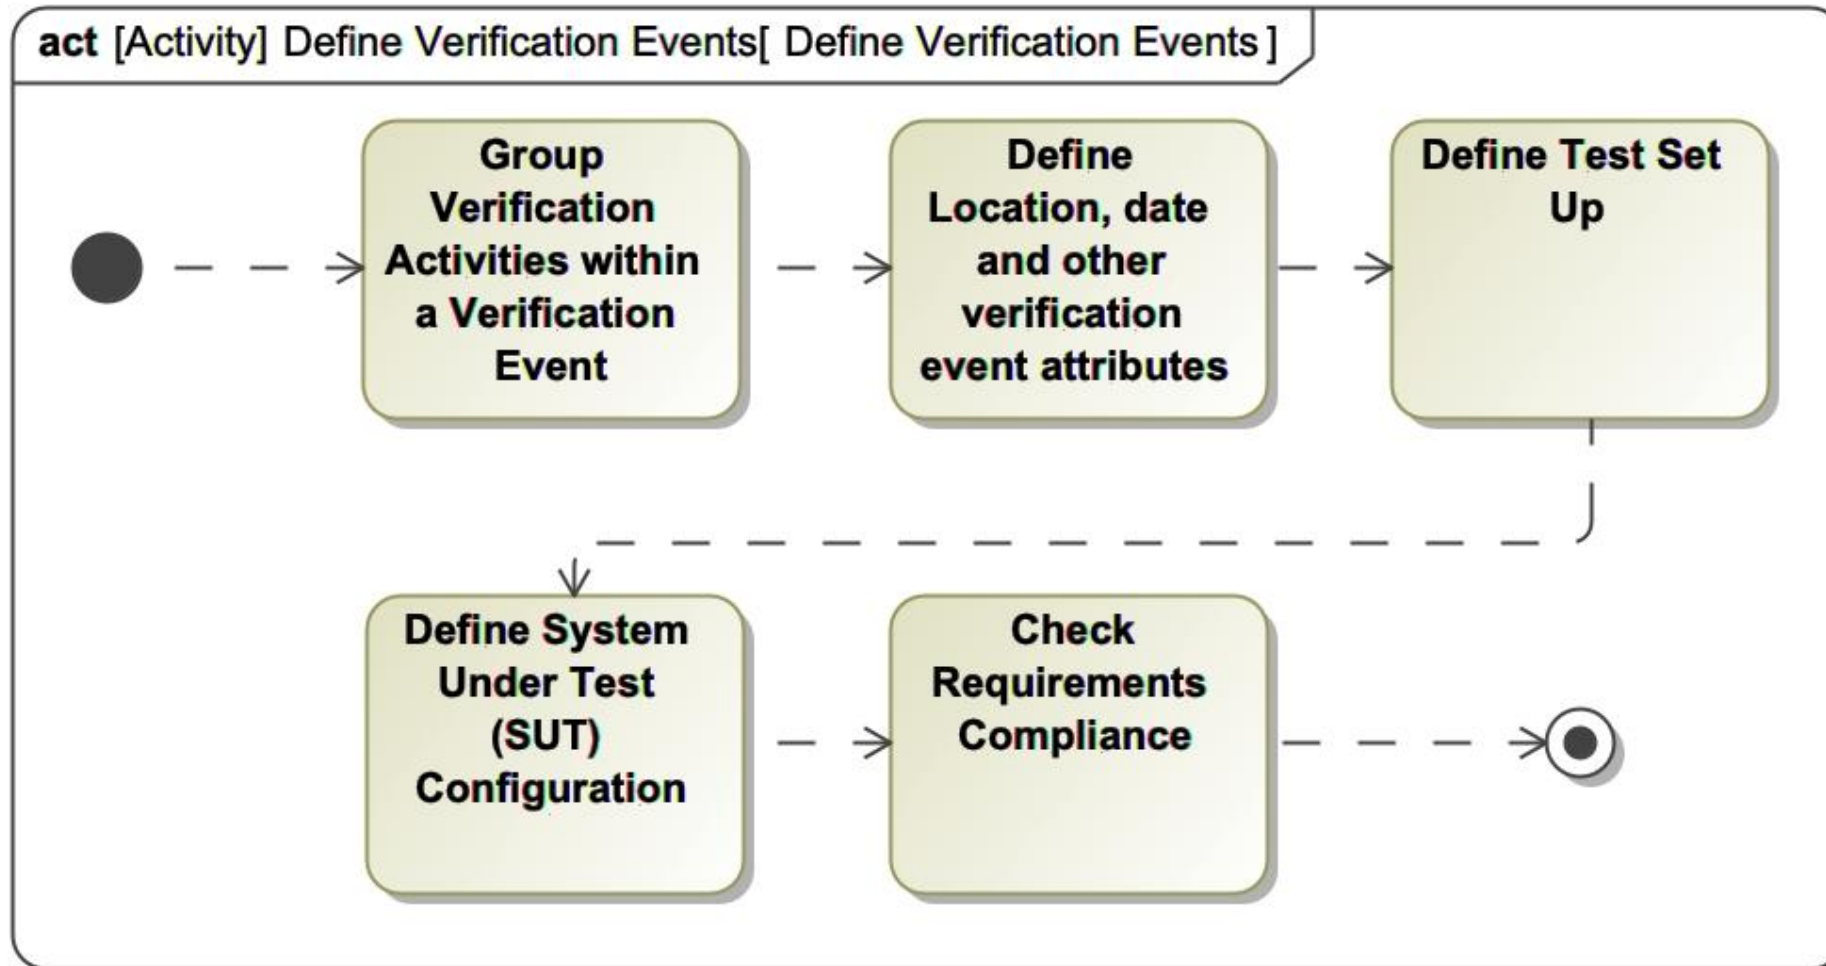 act [Activity] Define Verification Events[ Define Verification Events ]
Group
Verification
Activities within
a Verification
Event
Define
Location, date
and other
verification
event attributes
Define Test Set
Up
Define System
Under Test
(SUT)
Configuration
Check
Requirements
Compliance